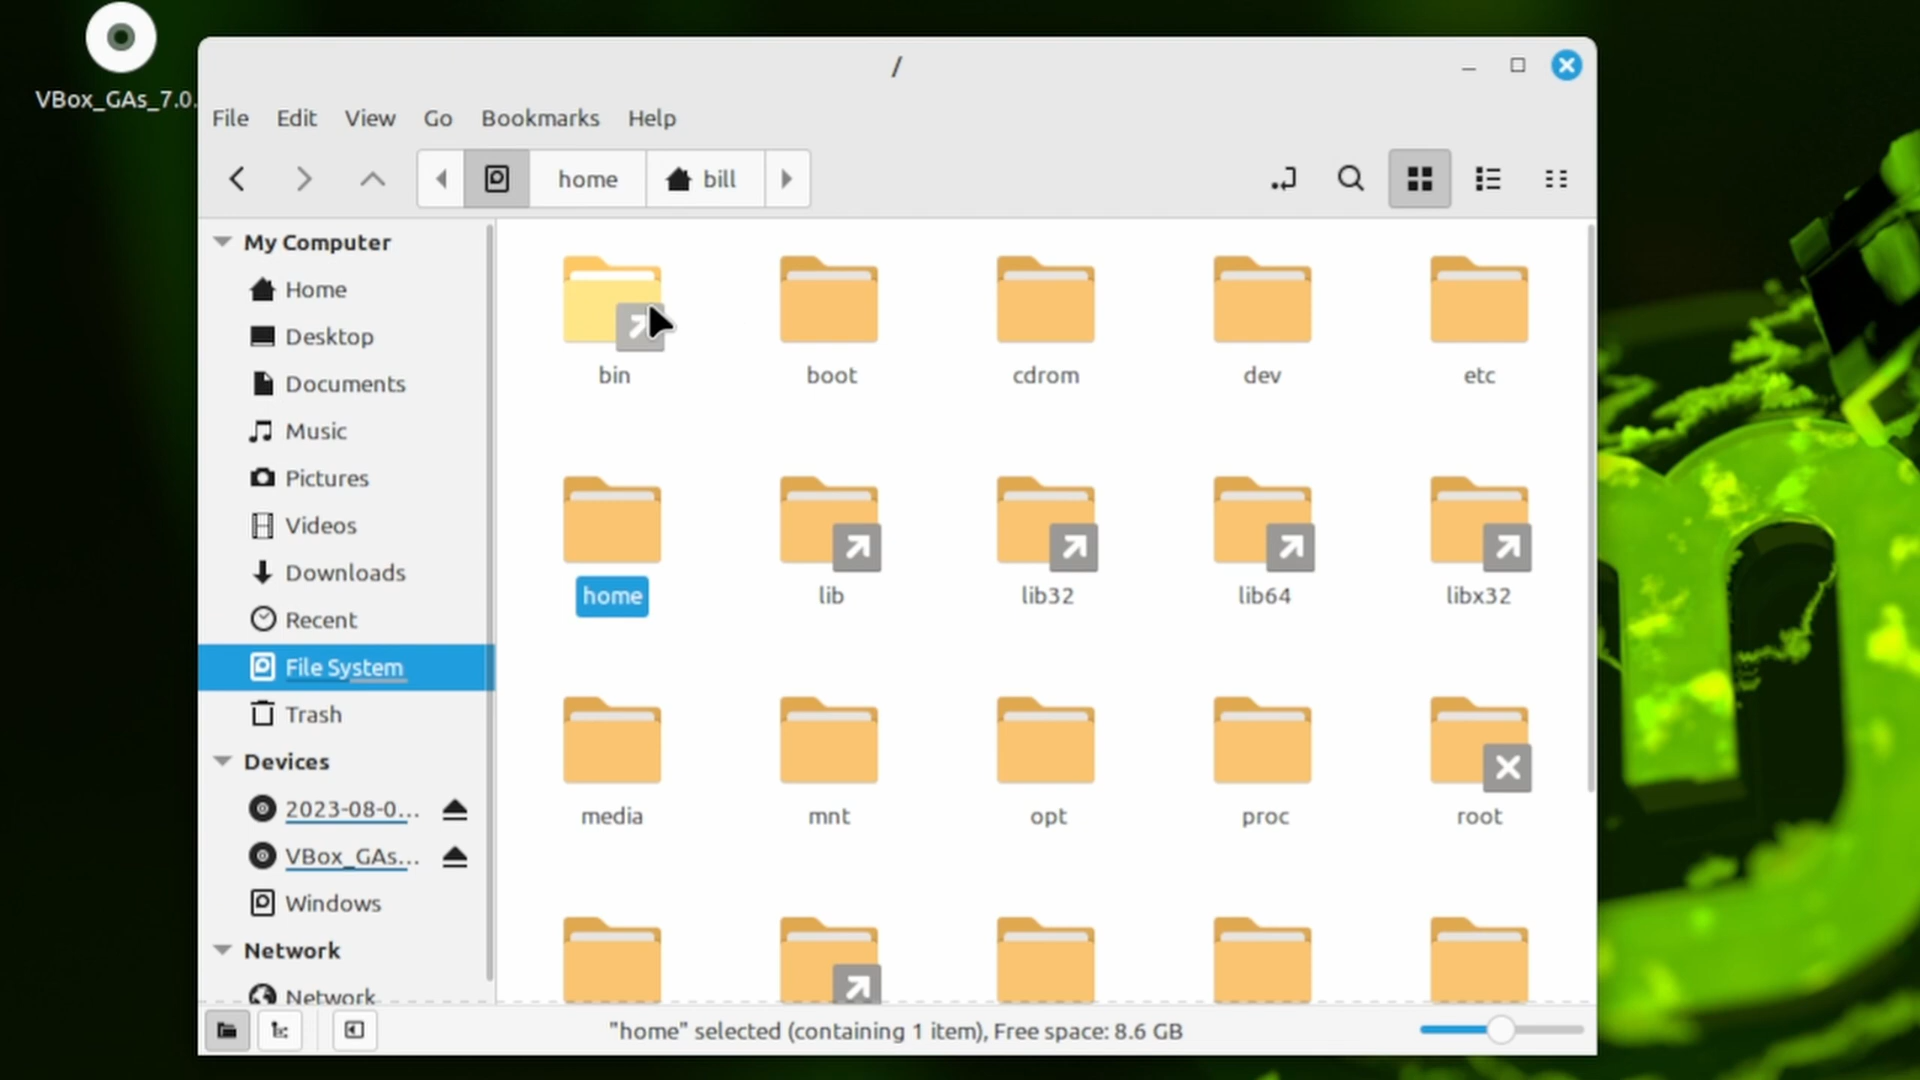 VBox_GAs_7.0.
/
File Edit View Go Bookmarks Help
home bill
My Computer
Home
Desktop
Documents
Music
Pictures
Videos
Downloads
Recent
File System
Trash
Devices
2023-08-0...
VBox_GAs...
Windows
Network
Network
bin boot cdrom dev etc
home lib lib32 lib64 libx32
media mnt opt proc root
"home" selected (containing 1 item), Free space: 8.6 GB